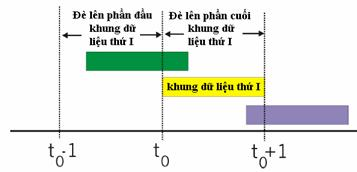 Đè lên phần đầu
khung dữ
liệu thứ I
Đè lên phần cuối
khung dữ
liệu thứ I
khung dữ liệu thứ I
t₀-1
t₀
t₀+1